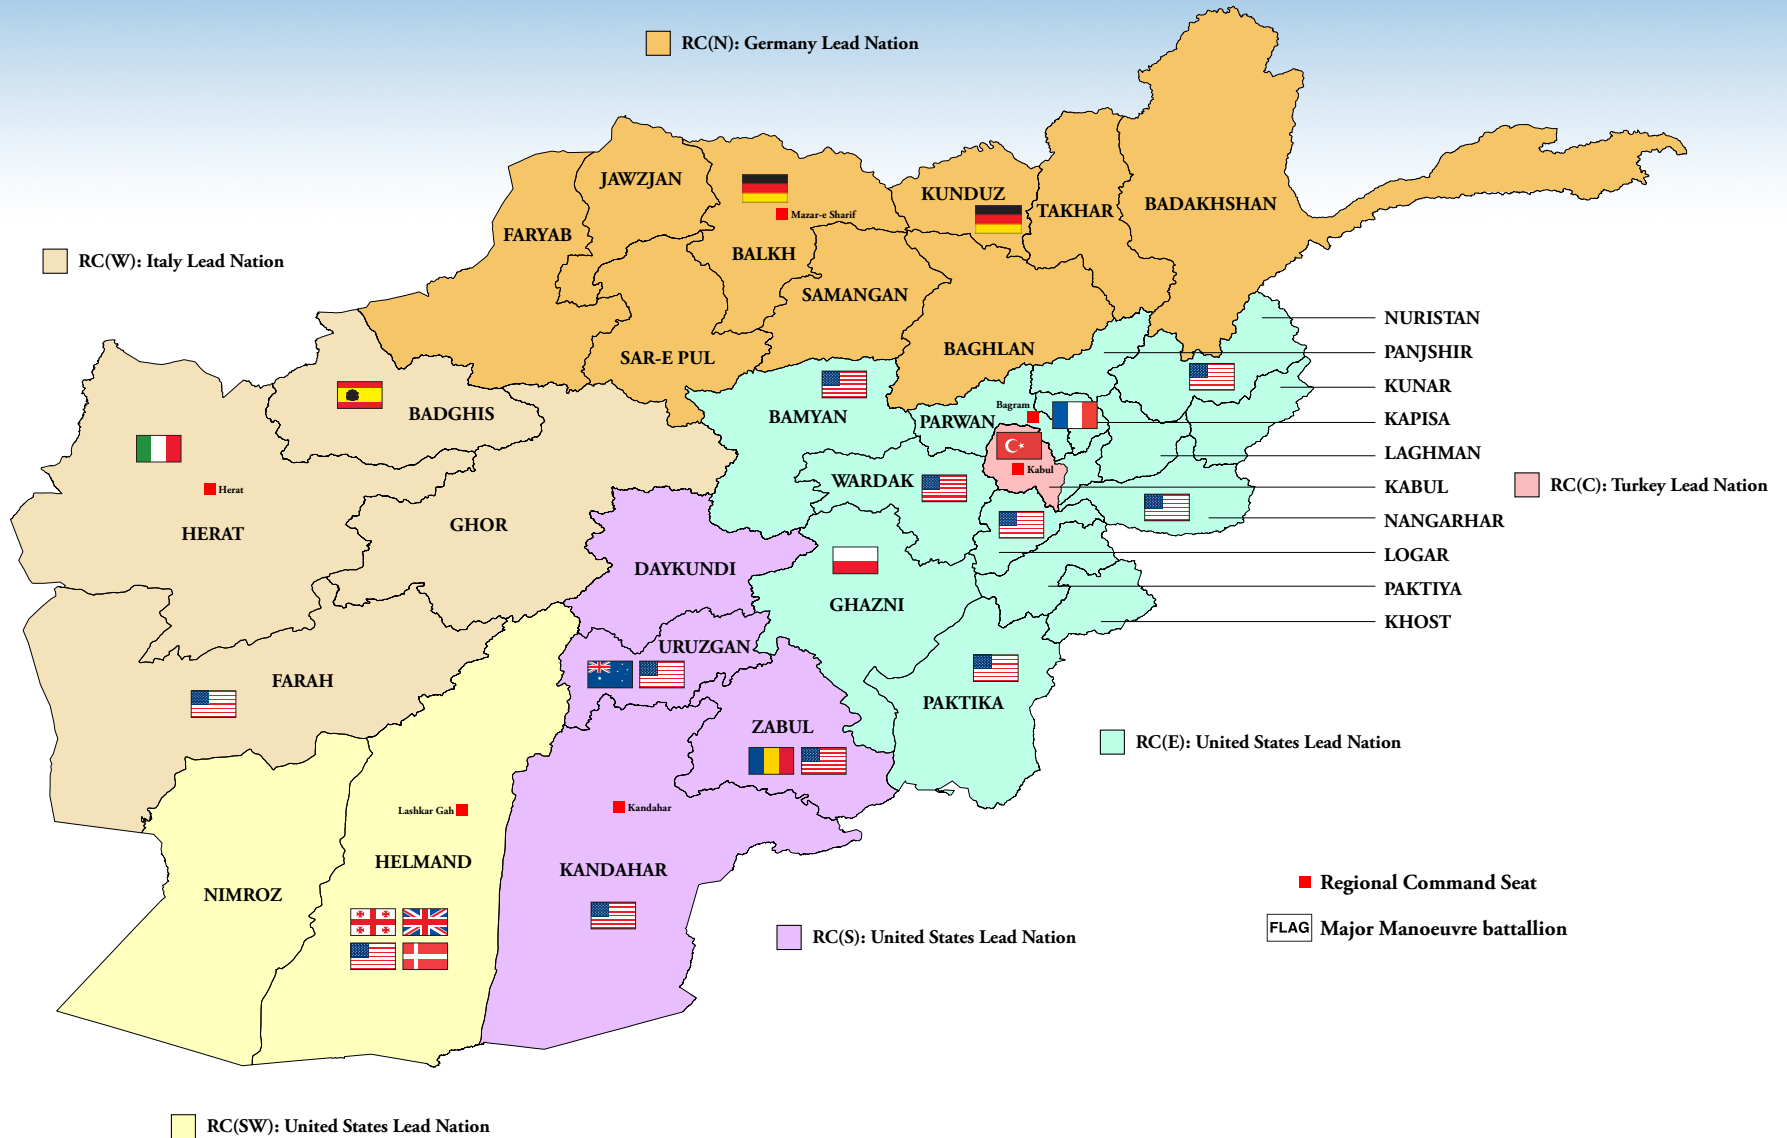 RC(N): Germany Lead Nation
JAWZJAN
KUNDUZ
TAKHAR
BADAKHSHAN
Mazar-e Sharif
FARYAB
BALKH
RC(W): Italy Lead Nation
SAMANGAN
NURISTAN
BAGHLAN
PANJSHIR
SAR-E PUL
KUNAR
BADGHIS
BAMYAN
Bagram
PARWAN
KAPISA
LAGHMAN
Kabul
WARDAK
KABUL
RC(C): Turkey Lead Nation
Herat
GHOR
NANGARHAR
HERAT
LOGAR
DAYKUNDI
PAKTIYA
GHAZNI
KHOST
URUZGAN
FARAH
PAKTIKA
ZABUL
RC(E): United States Lead Nation
Lashkar Gah
Kandahar
HELMAND
KANDAHAR
NIMROZ
Regional Command Seat
FLAG Major Manoeuvre battallion
RC(S): United States Lead Nation
RC(SW): United States Lead Nation